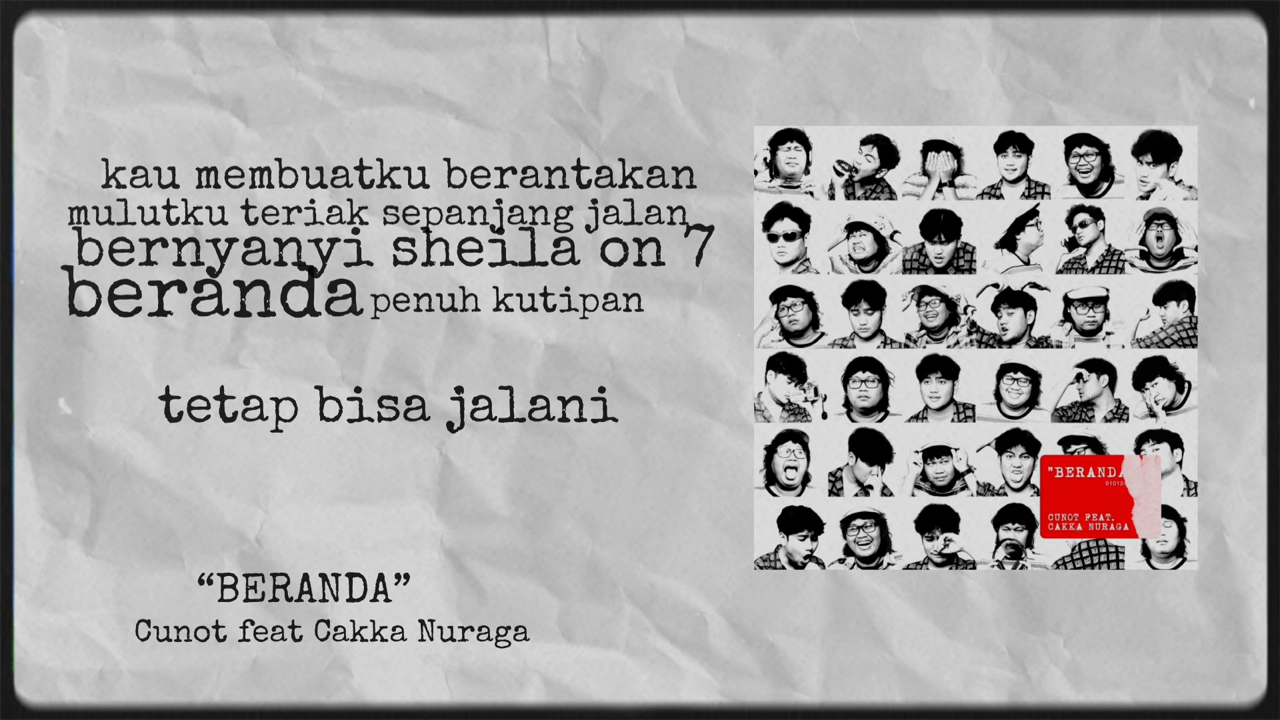 kau membuatku berantakan
mulutku teriak sepanjang jalan
bernyanyi sheila on 7
beranda penuh kutipan
tetap bisa jalani
“BERANDA”
Cunot feat Cakka Nuraga
"BERANDA
CUNOT FEAT.
CAKKA NURAGA